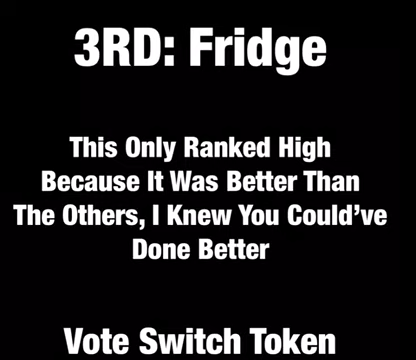 3RD: Fridge
This Only Ranked High
Because It Was Better Than
The Others, I Knew You Could've
Done Better
Vote Switch Token